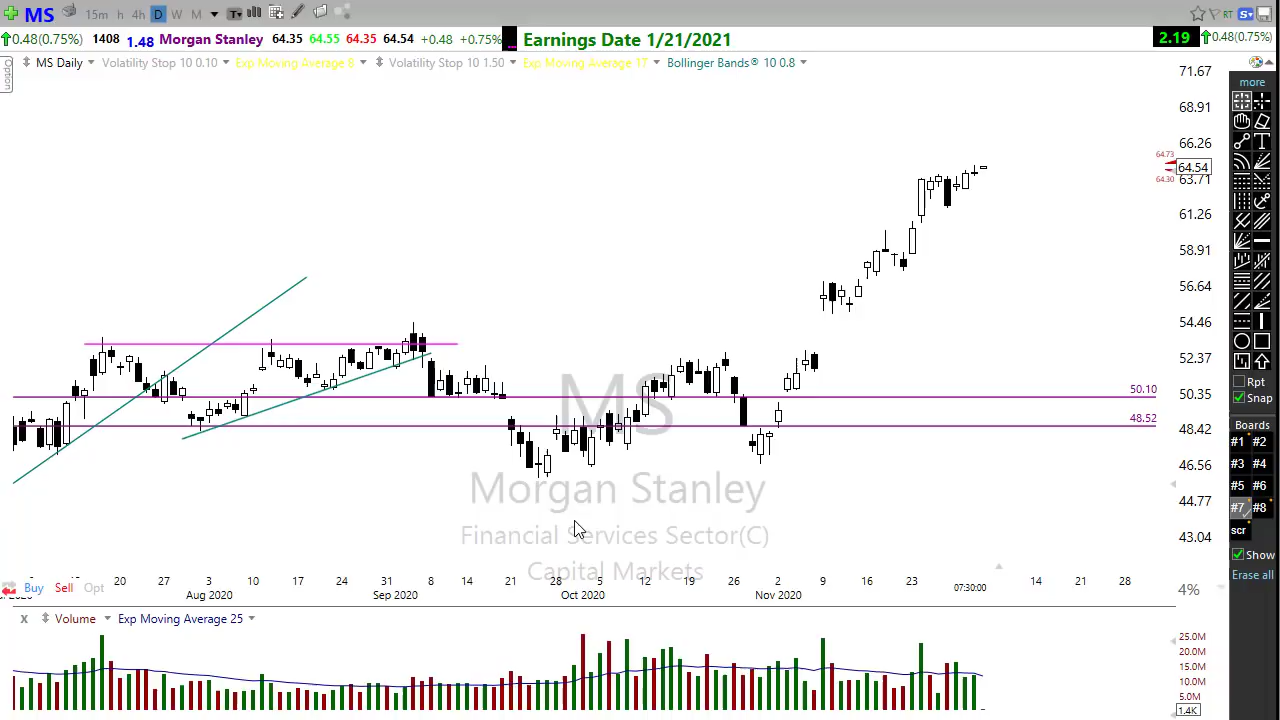 MS 15m h 4h D W M T RT S
0.48(0.75%) 1408 1.48 Morgan Stanley 64.35 64.55 64.35 64.54 +0.48 +0.75% Earnings Date 1/21/2021 2.19 0.48(0.75%)
Option
MS Daily Volatility Stop 10 0.10 Exp Moving Average 8 Volatility Stop 10 1.50 Exp Moving Average 17 Bollinger Bands® 10 0.8
71.67
68.91
66.26
64.73
64.54
64.30
63.71
61.26
58.91
56.64
54.46
52.37
50.10
50.35
48.52
48.42
46.56
44.77
43.04
more
Rpt
Snap
Boards
#1 #2
#3 #4
#5 #6
#7 #8
scr
Show
Erase all
MS
Morgan Stanley
Financial Services Sector(C)
Capital Markets
20 27 3 10 17 24 31 8 14 21 28 5 12 19 26 2 9 16 23 07:30:00 14 21 28
Aug 2020 Sep 2020 Oct 2020 Nov 2020
Buy Sell Opt
4%
x Volume Exp Moving Average 25
25.0M
20.0M
15.0M
10.0M
5.0M
1.4K